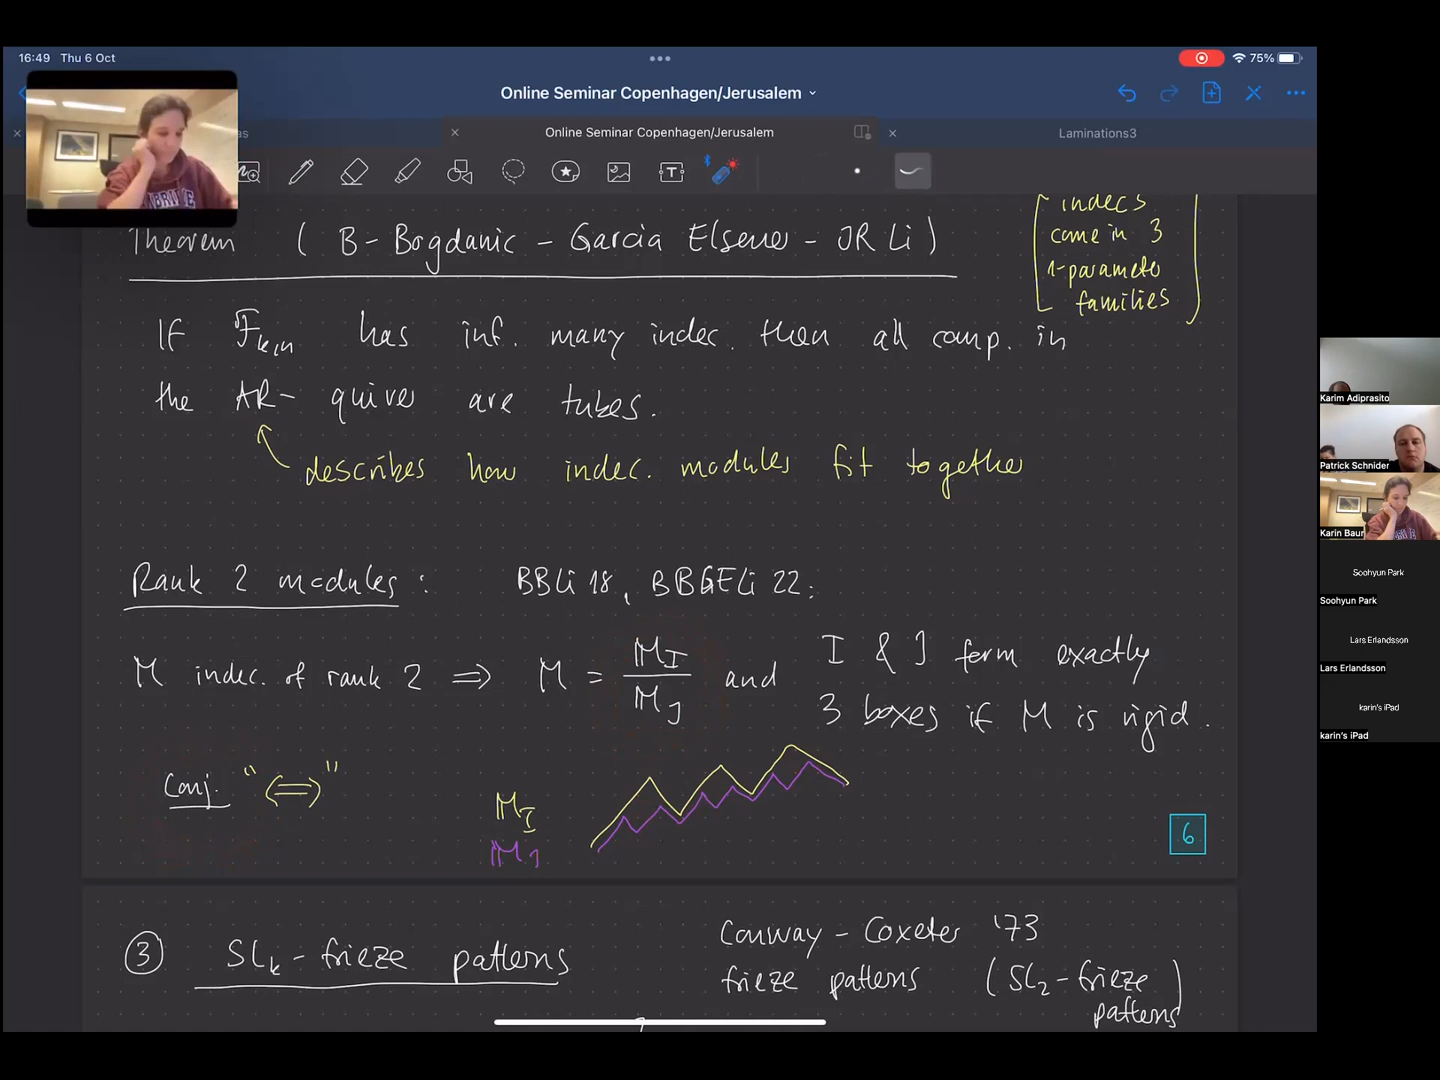 16:49 Thu 6 Oct
75%
Online Seminar Copenhagen/Jerusalem
as
Online Seminar Copenhagen/Jerusalem
Laminations3
indec s
come in 3
1-parameter
families
Theorem ( B - Bogdanic - Garcia Elsener - JR Li )
If F_{k,n} has inf. many indec. then all comp. in
the AR- quiver are tubes.
describes how indec. modules fit together
Rank 2 modules : BBLi 18, BBGELi 22:
M indec. of rank 2 ⟹ M = M_I / M_J and I & J form exactly
3 boxes if M is rigid.
Conj. "(⟺)"
M_I
M_J
6
③ SL_k - frieze patterns
Conway - Coxeter '73
frieze patterns ( SL_2 - frieze
patterns )
Karim Adiprasito
Patrick Schnider
Karin Baur
Soohyun Park
Soohyun Park
Lars Erlandsson
Lars Erlandsson
karin's iPad
karin's iPad